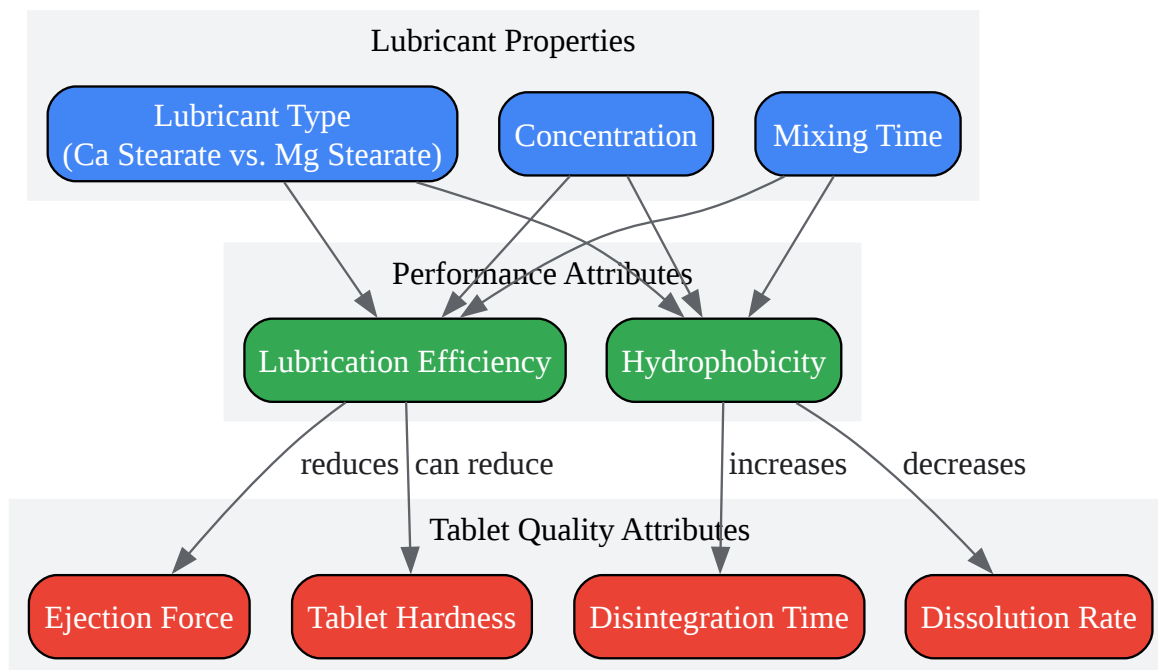 Lubricant Properties
Lubricant Type
(Ca Stearate vs. Mg Stearate)
Concentration
Mixing Time
Performance Attributes
Lubrication Efficiency
Hydrophobicity
reduces
can reduce
increases
decreases
Tablet Quality Attributes
Ejection Force
Tablet Hardness
Disintegration Time
Dissolution Rate